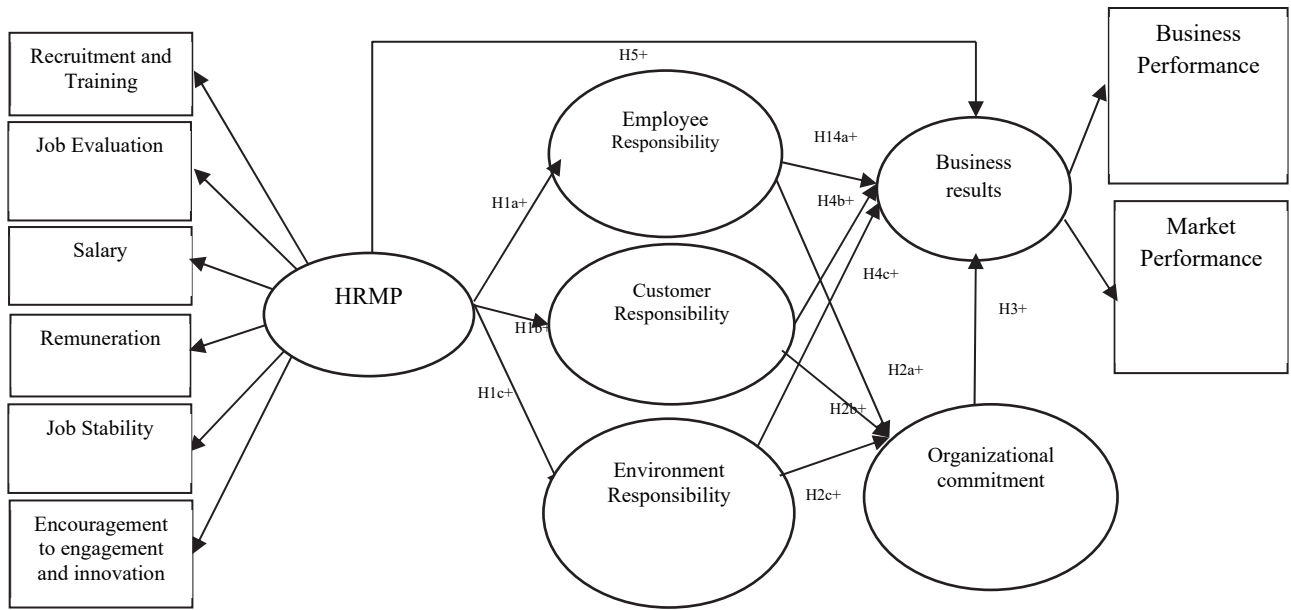 Recruitment and
Training
Job Evaluation
Salary
Remuneration
Job Stability
Encouragement
to engagement
and innovation
HRMP
H5+
H1a+
H1b+
H1c+
Employee
Responsibility
Customer
Responsibility
Environment
Responsibility
H14a+
H4b+
H4c+
H2a+
H2b+
H2c+
H3+
Business
results
Organizational
commitment
Business
Performance
Market
Performance